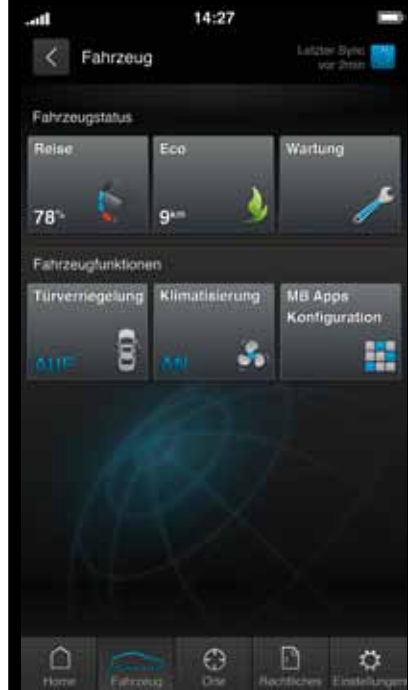 14:27
Fahrzeug
Letzter Sync
vor 2min
Fahrzeugstatus
Reise
Eco
Wartung
78%
9km
Fahrzeugfunktionen
Türverriegelung
Klimatisierung
MB Apps
Konfiguration
AUF
AN
Home
Fahrzeug
Orte
Rechtliches
Einstellungen